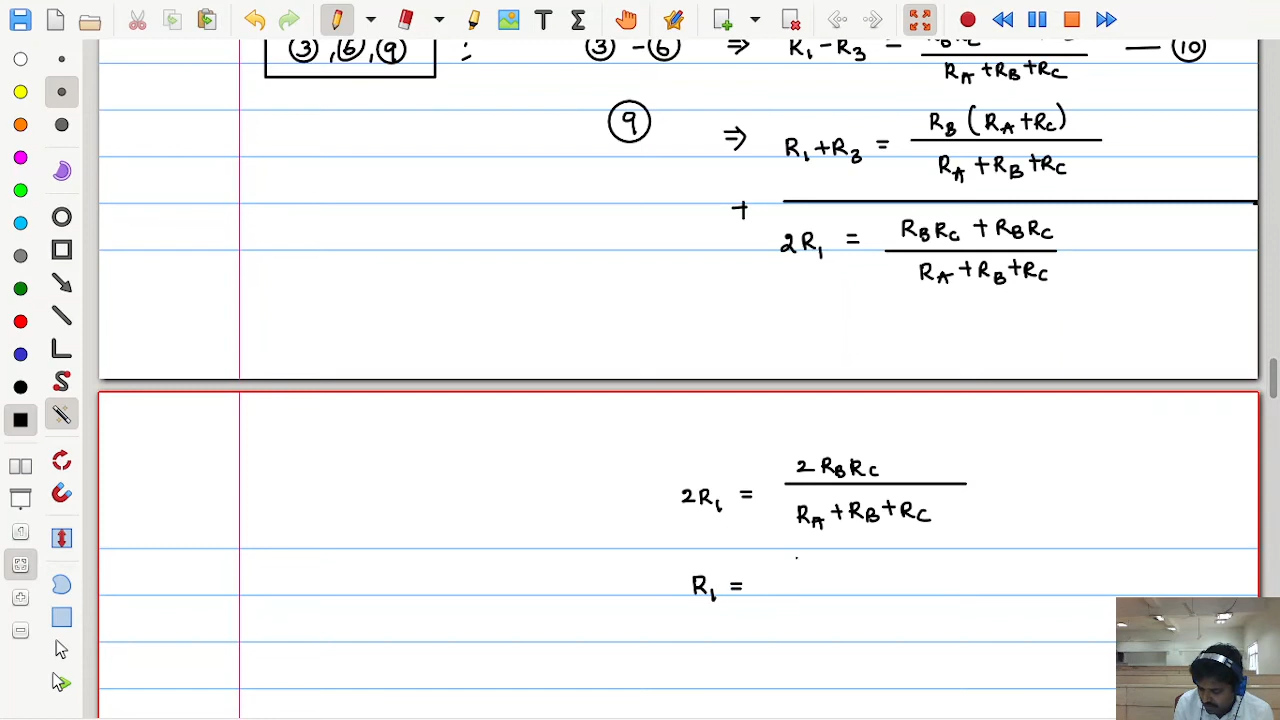 ③ , ⑥ , ⑨ : ③ - ⑥ ⇒ R₁ - R₃ = / (R_A + R_B + R_C) — ⑩
⑨ ⇒ R₁ + R₃ = R_B (R_A + R_C) / (R_A + R_B + R_C)
+
2R₁ = (R_B R_C + R_B R_C) / (R_A + R_B + R_C)
2R₁ = 2 R_B R_C / (R_A + R_B + R_C)
R₁ =